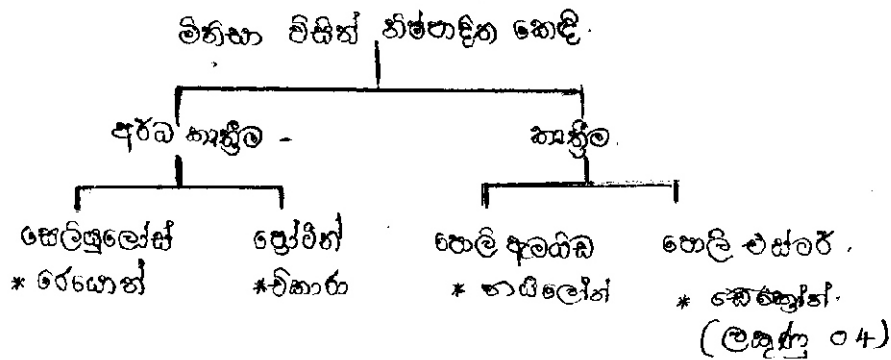 මිනිසා විසින් නිෂ්පාදිත කෙඳි.
අර්ධ කෘත්‍රීම - කෘත්‍රීම
සෙලියුලෝස් ප්‍රෝටීන් පොලි ඇමයිඩ පොලි එස්ටර්.
* රෙයොන් * විකාරා * නයිලෝන් * ටෙරිලීන්.
(ලකුණු 04)